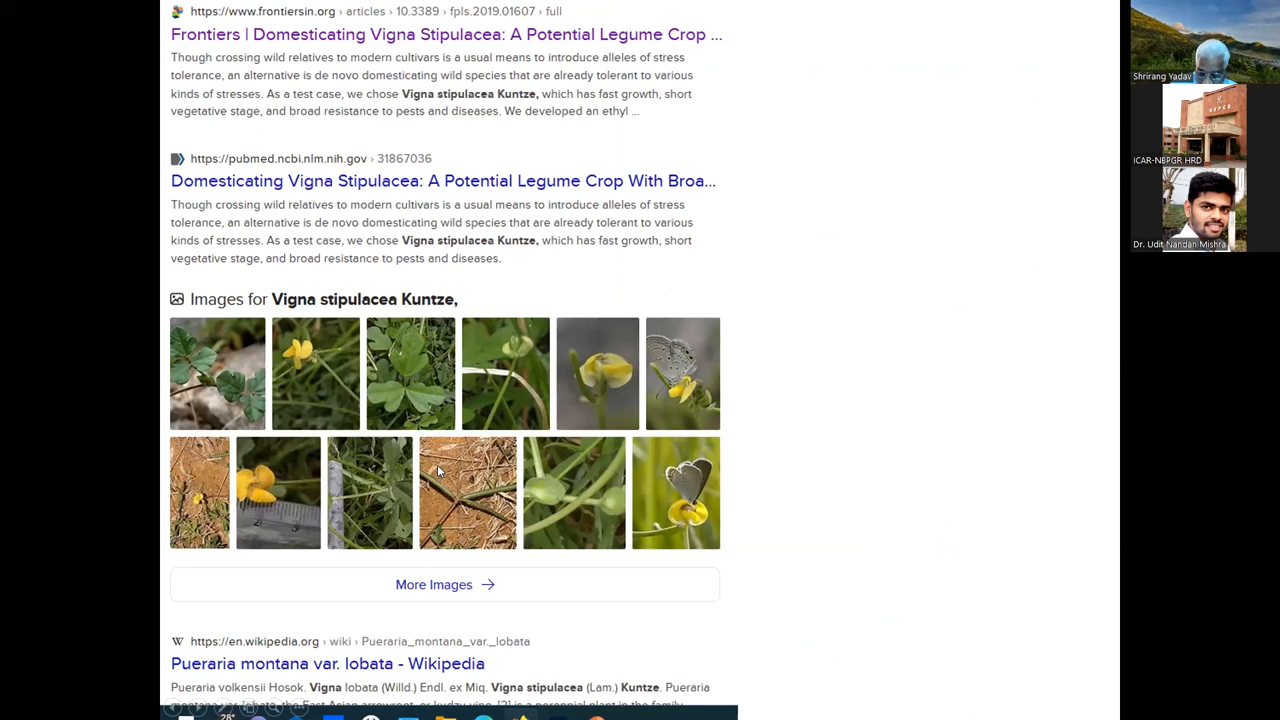 https://www.frontiersin.org › articles › 10.3389 › fpls.2019.01607 › full
Frontiers | Domesticating Vigna Stipulacea: A Potential Legume Crop ...
Though crossing wild relatives to modern cultivars is a usual means to introduce alleles of stress
tolerance, an alternative is de novo domesticating wild species that are already tolerant to various
kinds of stresses. As a test case, we chose Vigna stipulacea Kuntze, which has fast growth, short
vegetative stage, and broad resistance to pests and diseases. We developed an ethyl ...
https://pubmed.ncbi.nlm.nih.gov › 31867036
Domesticating Vigna Stipulacea: A Potential Legume Crop With Broa...
Though crossing wild relatives to modern cultivars is a usual means to introduce alleles of stress
tolerance, an alternative is de novo domesticating wild species that are already tolerant to various
kinds of stresses. As a test case, we chose Vigna stipulacea Kuntze, which has fast growth, short
vegetative stage, and broad resistance to pests and diseases.
Images for Vigna stipulacea Kuntze,
More Images →
W https://en.wikipedia.org › wiki › Pueraria_montana_var._lobata
Pueraria montana var. lobata - Wikipedia
Pueraria volkensii Hosok. Vigna lobata (Willd.) Endl. ex Miq. Vigna stipulacea (Lam.) Kuntze. Pueraria
28°
Shrirang Yadav
ICAR-NBPGR HRD
Dr. Udit Nandan Mishra